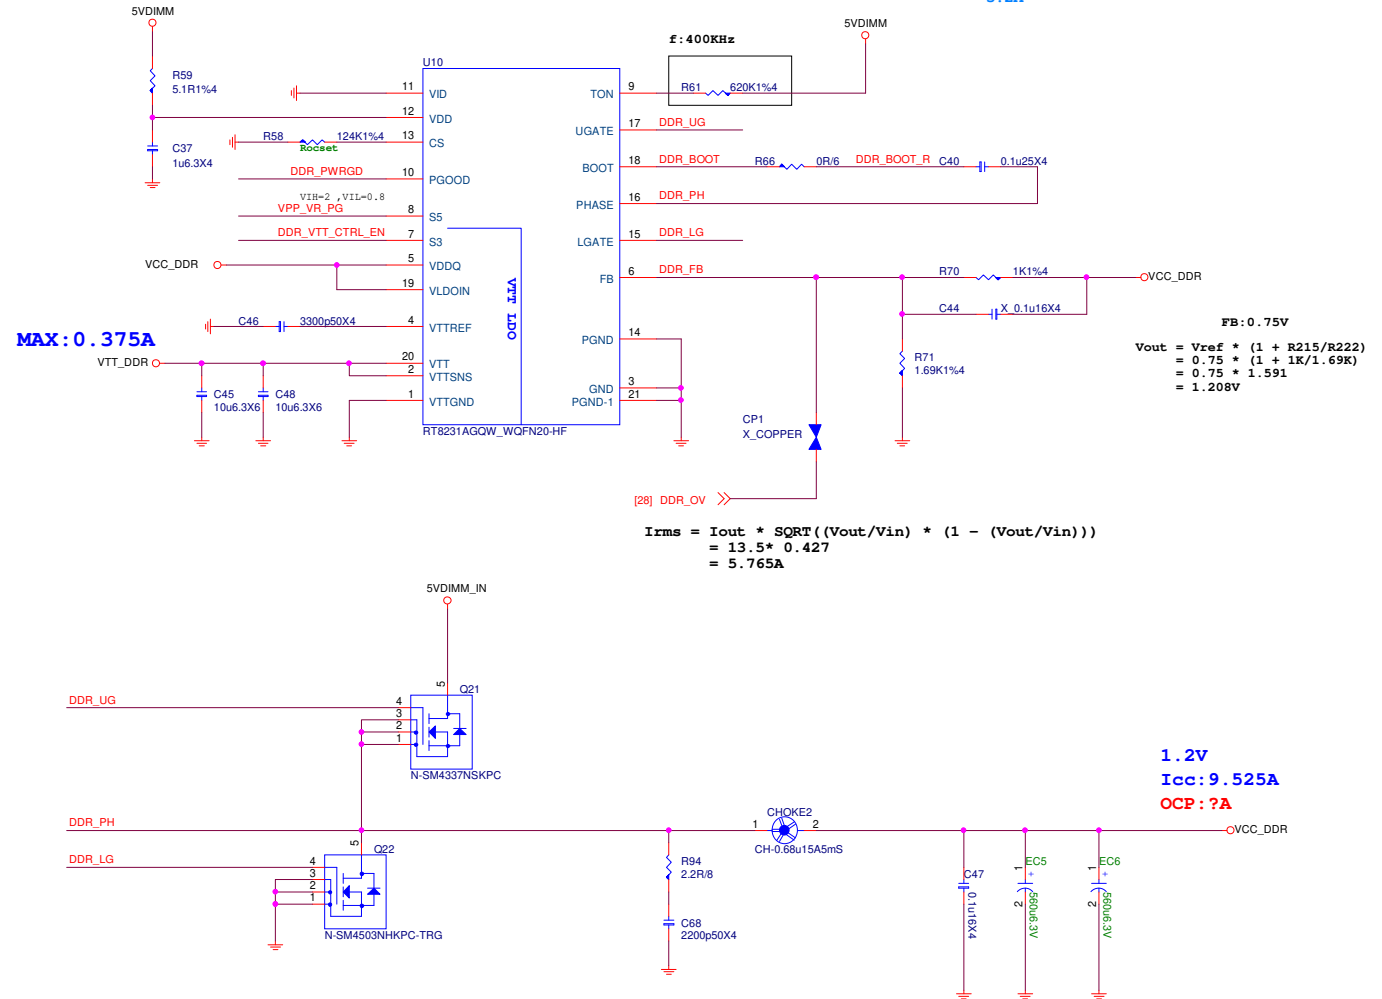 5VDIMM
5VDIMM
f:400KHz
U10
R59
5.1R1%4
11 VID
TON 9
R61 620K1%4
12 VDD
UGATE 17 DDR_UG
R58 124K1%4 13 CS
Rocset
C37
1u6.3X4
BOOT 18 DDR_BOOT R66 0R/6 DDR_BOOT_R C40 0.1u25X4
DDR_PWRGD 10 PGOOD
VIH=2 ,VIL=0.8
PHASE 16 DDR_PH
VPP_VR_PG 8 S5
DDR_VTT_CTRL_EN 7 S3
LGATE 15 DDR_LG
VCC_DDR 5 VDDQ
FB 6 DDR_FB R70 1K1%4 VCC_DDR
19 VLDOIN
VTT LDO
C44 X_0.1u16X4
C46 3300p50X4 4 VTTREF
FB:0.75V
MAX:0.375A
PGND 14
Vout = Vref * (1 + R215/R222)
= 0.75 * (1 + 1K/1.69K)
= 0.75 * 1.591
= 1.208V
VTT_DDR 20 VTT
2 VTTSNS
R71
1.69K1%4
C45 C48
10u6.3X6 10u6.3X6
GND 3
1 VTTGND
PGND-1 21
RT8231AGQW_WQFN20-HF
CP1
X_COPPER
[28] DDR_OV
Irms = Iout * SQRT((Vout/Vin) * (1 - (Vout/Vin)))
= 13.5* 0.427
= 5.765A
5VDIMM_IN
5
Q21
DDR_UG 4
3
2
1
N-SM4337NSKPC
1.2V
Icc:9.525A
OCP:?A
DDR_PH
CHOKE2
1 2
VCC_DDR
CH-0.68u15A5mS
5
Q22
DDR_LG 4
3
2
1
N-SM4503NHKPC-TRG
R94
2.2R/8
C68
2200p50X4
C47
0.1u16X4
1 EC5
+
2
560u6.3V
1 EC6
+
2
560u6.3V